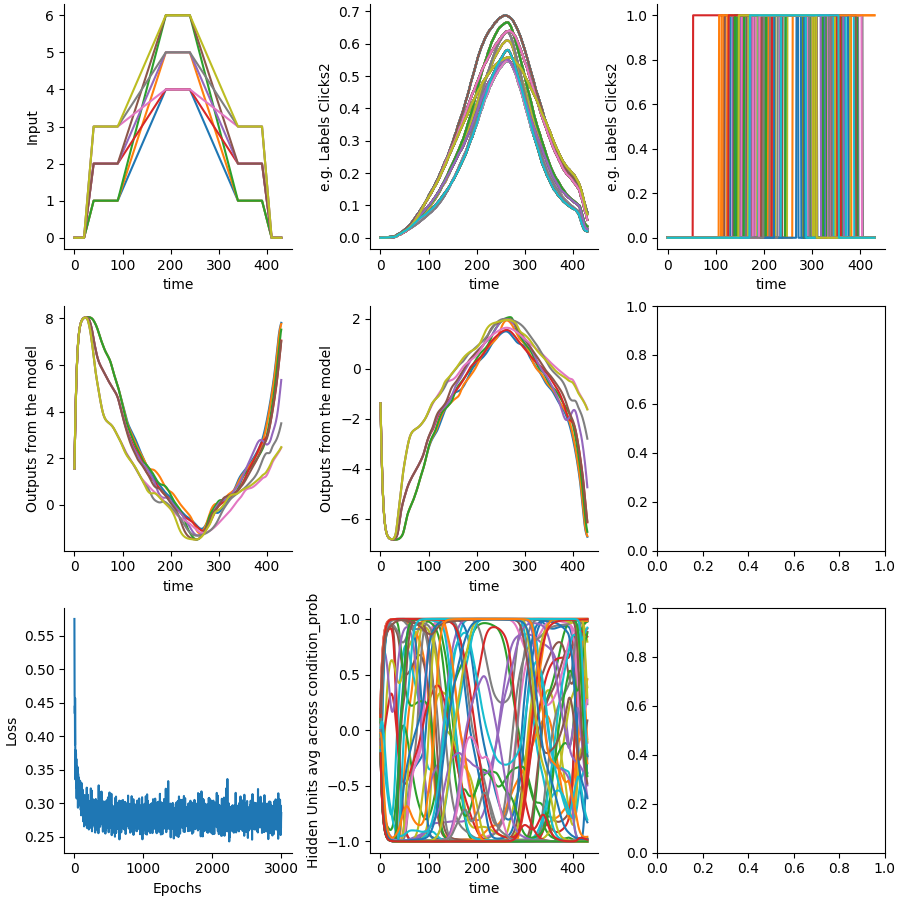 Input
6
5
4
3
2
1
0
0 100 200 300 400
time
e.g. Labels Clicks2
0.7
0.6
0.5
0.4
0.3
0.2
0.1
0.0
0 100 200 300 400
time
e.g. Labels Clicks2
1.0
0.8
0.6
0.4
0.2
0.0
0 100 200 300 400
time
Outputs from the model
8
6
4
2
0
0 100 200 300 400
time
Outputs from the model
2
0
−2
−4
−6
0 100 200 300 400
time
1.0
0.8
0.6
0.4
0.2
0.0
0.0 0.2 0.4 0.6 0.8 1.0
Loss
0.55
0.50
0.45
0.40
0.35
0.30
0.25
0 1000 2000 3000
Epochs
Hidden Units avg across condition_prob
1.0
0.5
0.0
−0.5
−1.0
0 100 200 300 400
time
1.0
0.8
0.6
0.4
0.2
0.0
0.0 0.2 0.4 0.6 0.8 1.0